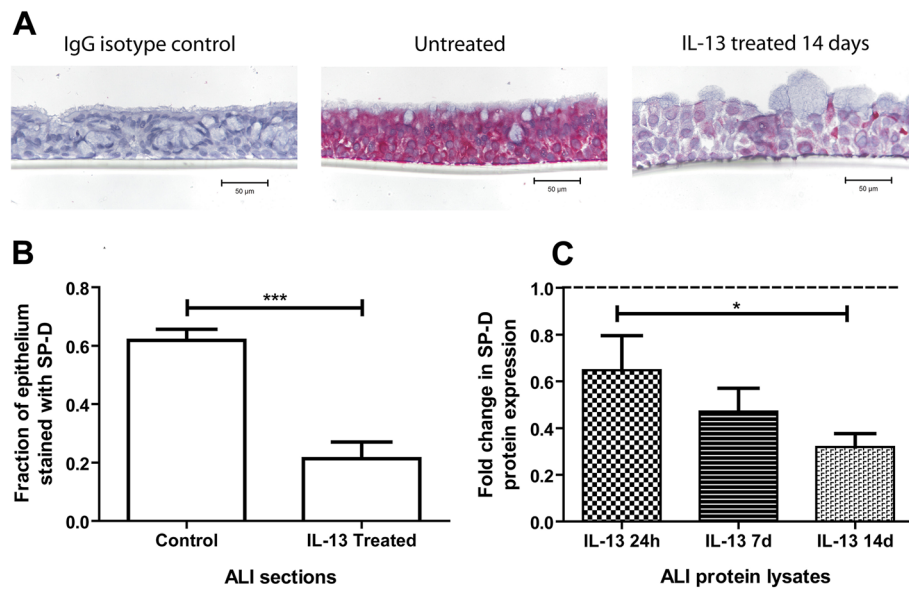 A
IgG isotype control
Untreated
IL-13 treated 14 days
50 µm
50 µm
50 µm
B
Fraction of epithelium
stained with SP-D
0.8
0.6
0.4
0.2
0.0
***
Control
IL-13 Treated
ALI sections
C
Fold change in SP-D
protein expression
1.0
0.8
0.6
0.4
0.2
0.0
*
IL-13 24h
IL-13 7d
IL-13 14d
ALI protein lysates